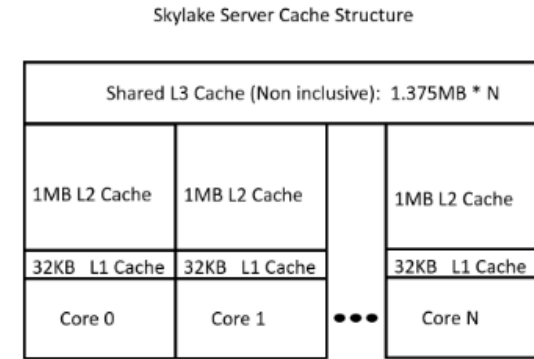 Skylake Server Cache Structure
Shared L3 Cache (Non inclusive): 1.375MB * N
1MB L2 Cache 1MB L2 Cache 1MB L2 Cache
32KB L1 Cache 32KB L1 Cache 32KB L1 Cache
Core 0 Core 1 ••• Core N